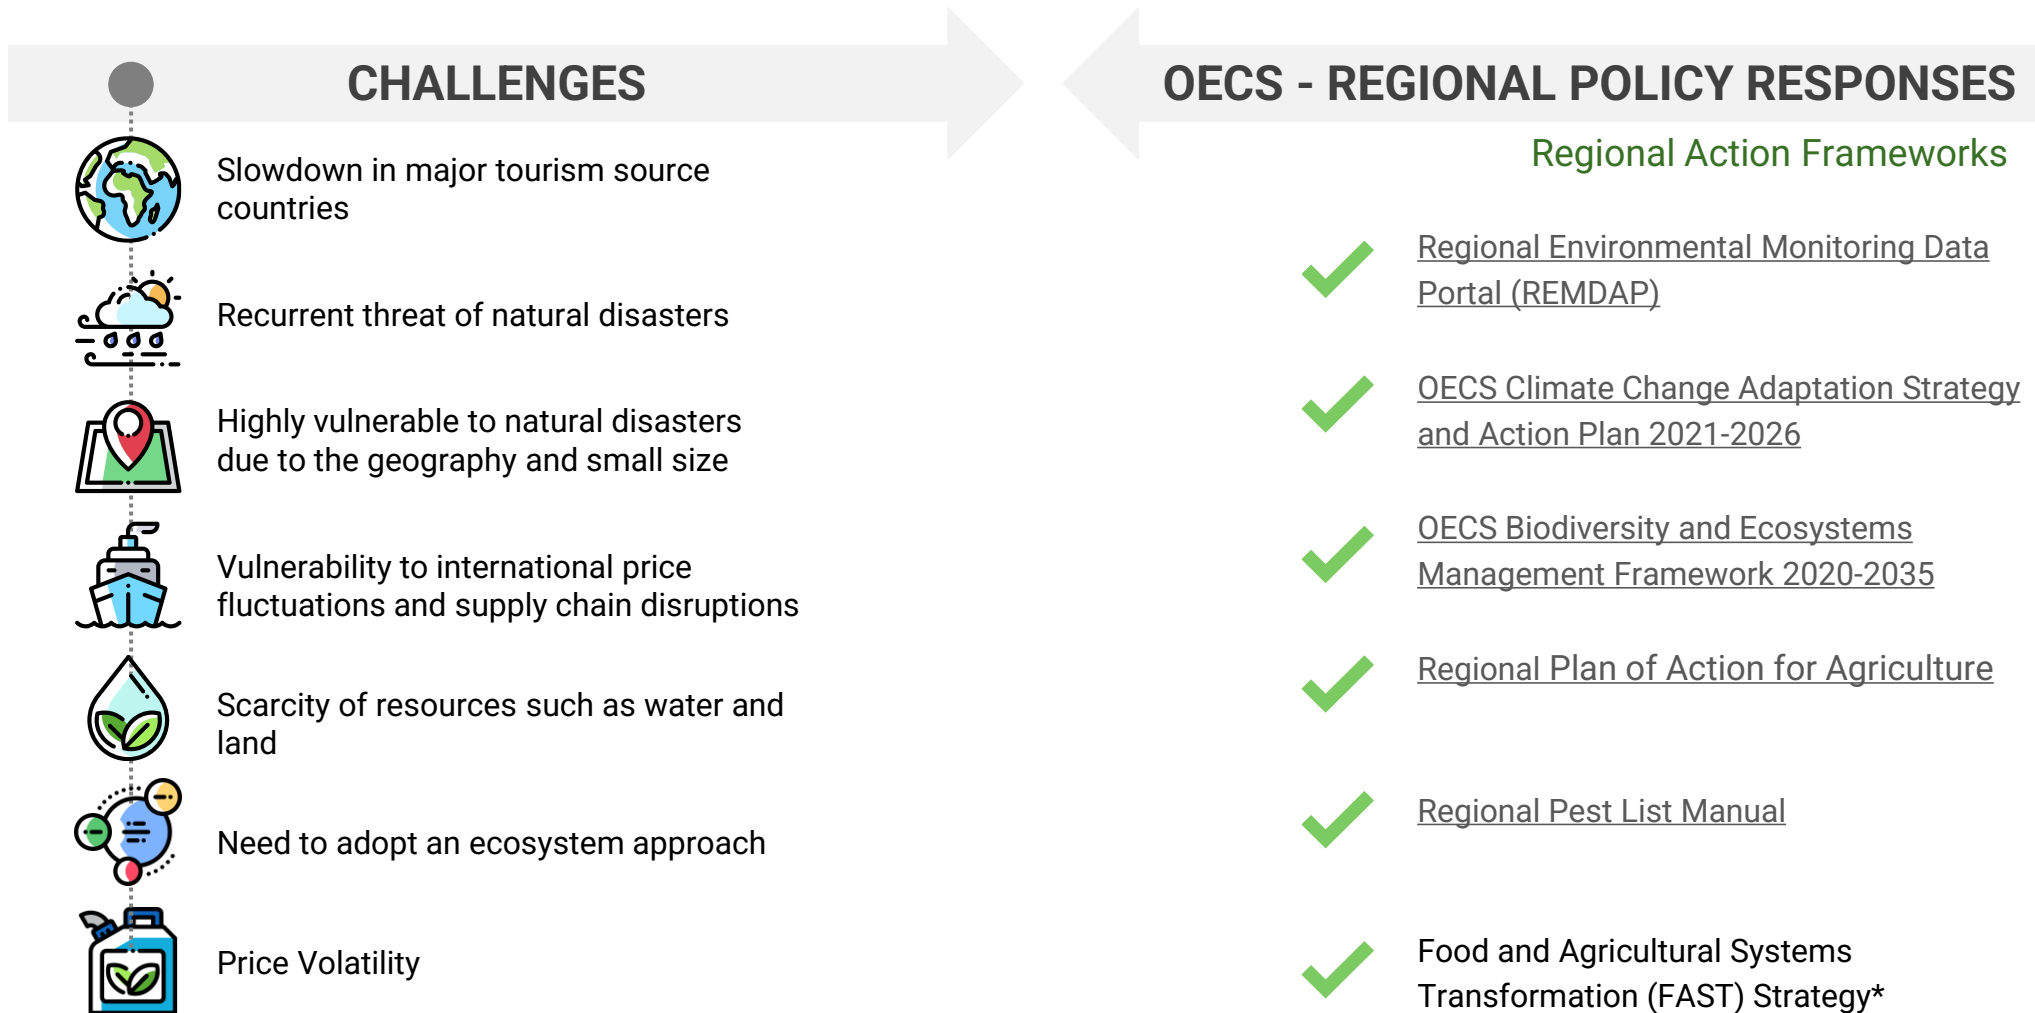 CHALLENGES
Slowdown in major tourism source
countries
Recurrent threat of natural disasters
Highly vulnerable to natural disasters
due to the geography and small size
Vulnerability to international price
fluctuations and supply chain disruptions
Scarcity of resources such as water and
land
Need to adopt an ecosystem approach
Price Volatility
OECS - REGIONAL POLICY RESPONSES
Regional Action Frameworks
Regional Environmental Monitoring Data
Portal (REMDAP)
OECS Climate Change Adaptation Strategy
and Action Plan 2021-2026
OECS Biodiversity and Ecosystems
Management Framework 2020-2035
Regional Plan of Action for Agriculture
Regional Pest List Manual
Food and Agricultural Systems
Transformation (FAST) Strategy*